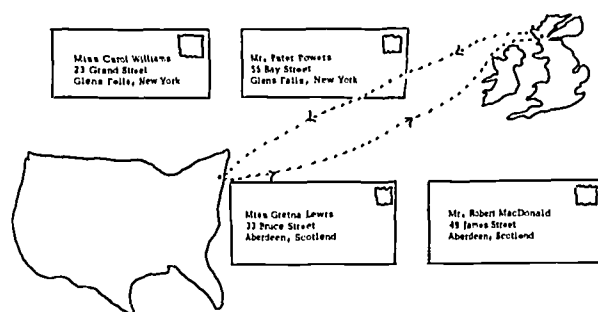 Miss Carol Williams
23 Grand Street
Glens Falls, New York
Mr. Peter Powers
55 Bay Street
Glens Falls, New York
Miss Gretna Lewis
33 Bruce Street
Aberdeen, Scotland
Mr. Robert MacDonald
49 James Street
Aberdeen, Scotland